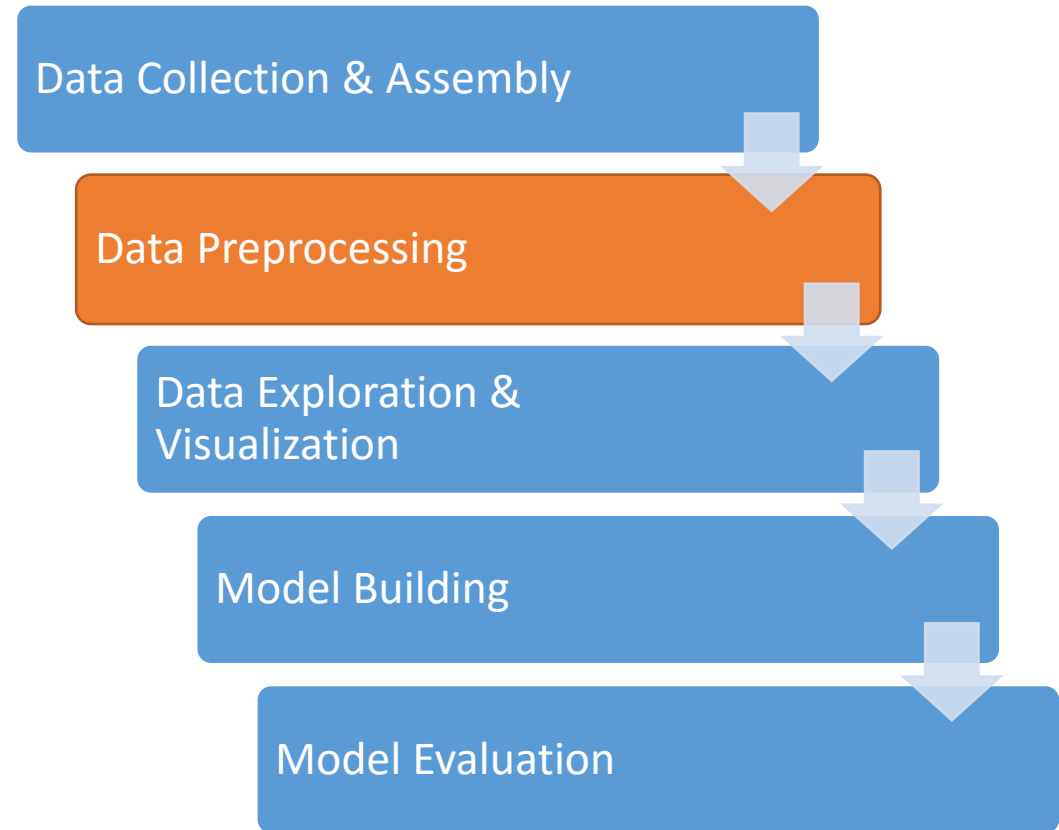 Data Collection & Assembly
Data Preprocessing
Data Exploration &
Visualization
Model Building
Model Evaluation